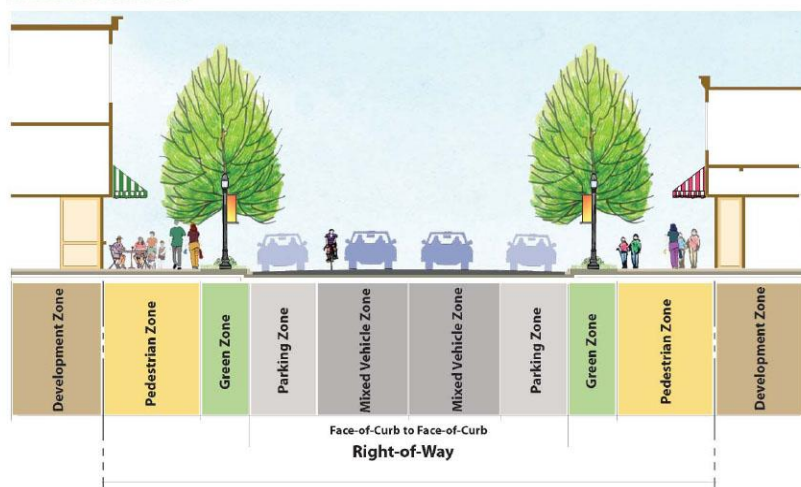 Development Zone
Pedestrian Zone
Green Zone
Parking Zone
Mixed Vehicle Zone
Mixed Vehicle Zone
Parking Zone
Green Zone
Pedestrian Zone
Development Zone
Face-of-Curb to Face-of-Curb
Right-of-Way